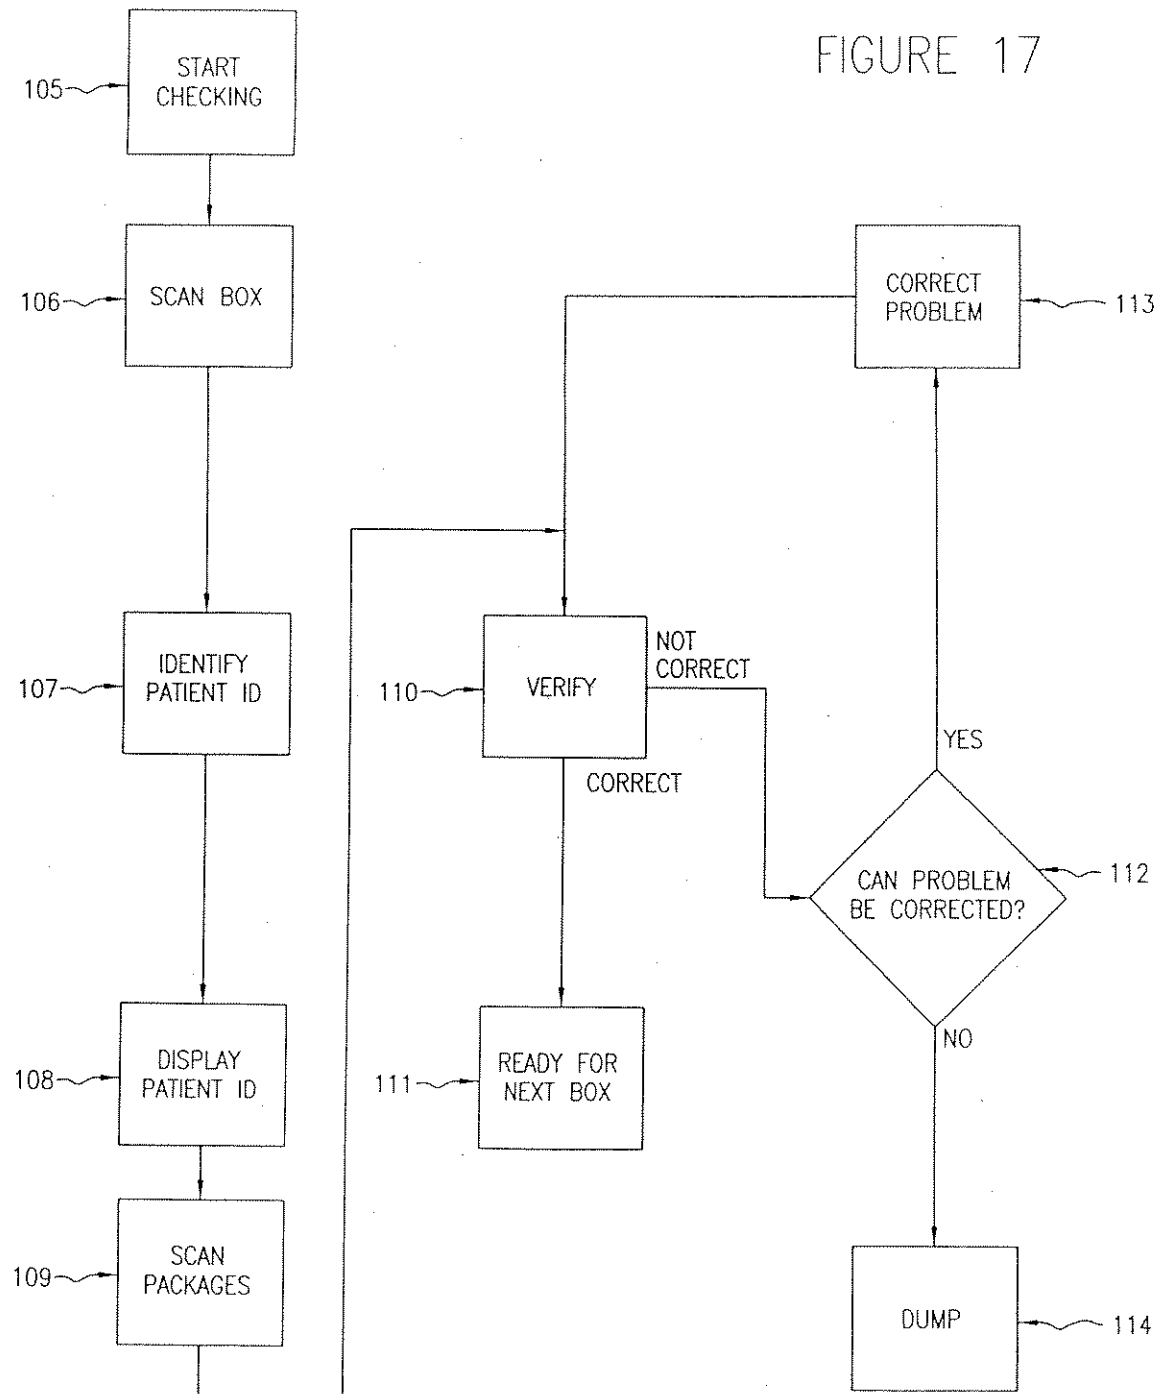 FIGURE 17
105
START
CHECKING
106
SCAN BOX
107
IDENTIFY
PATIENT ID
108
DISPLAY
PATIENT ID
109
SCAN
PACKAGES
110
VERIFY
NOT
CORRECT
CORRECT
111
READY FOR
NEXT BOX
CORRECT
PROBLEM
113
YES
CAN PROBLEM
BE CORRECTED?
112
NO
DUMP
114